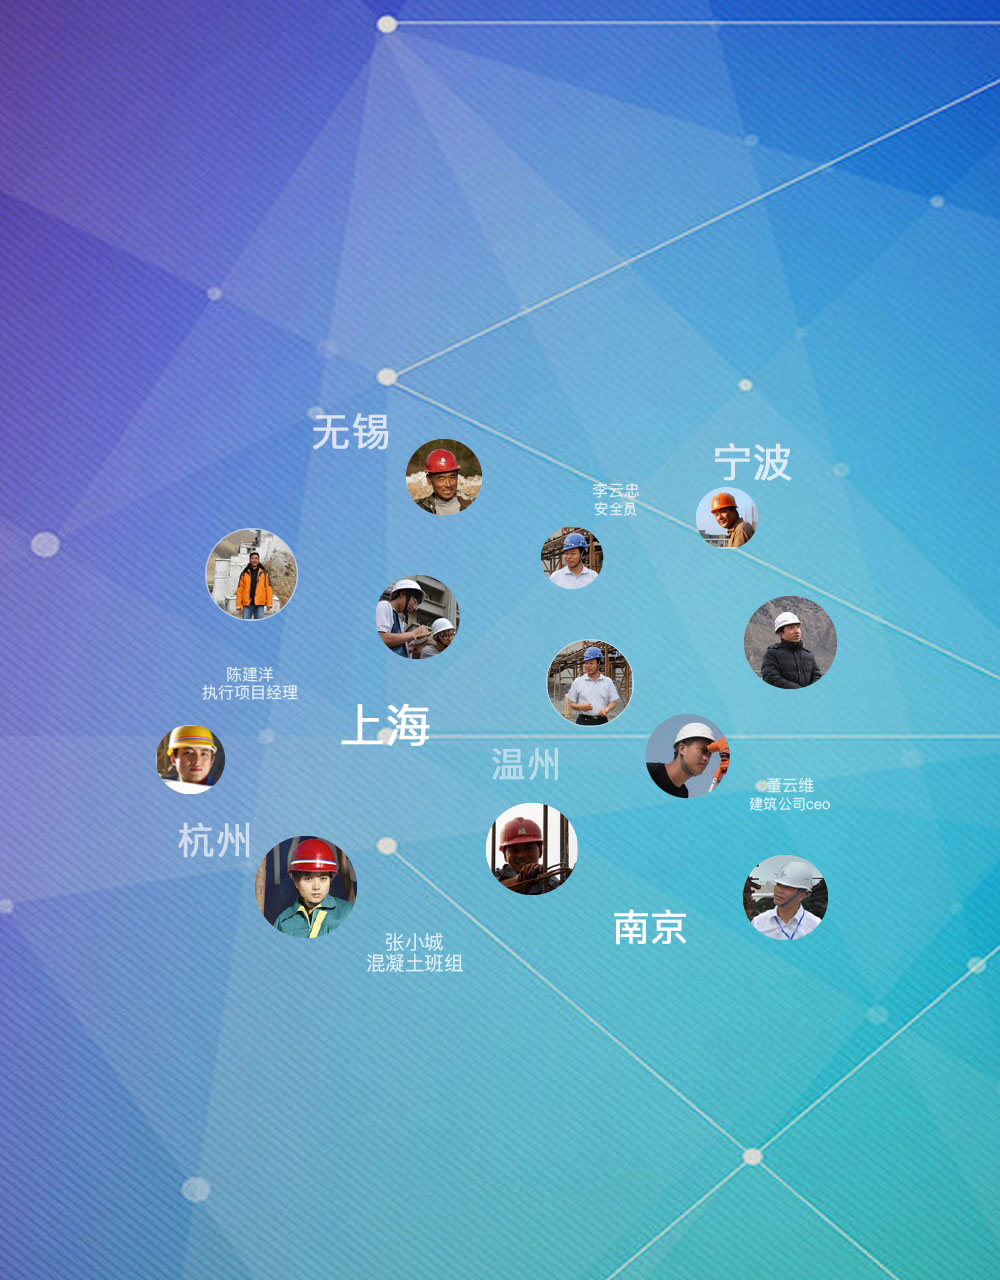 无锡
宁波
李云忠
安全员
陈建洋
执行项目经理
上海
温州
董云维
建筑公司ceo
杭州
南京
张小城
混凝土班组